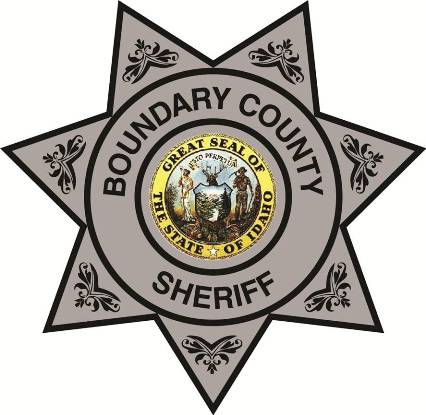 BOUNDARY COUNTY
SHERIFF
GREAT SEAL OF
THE STATE OF IDAHO
ESTO PERPETUA